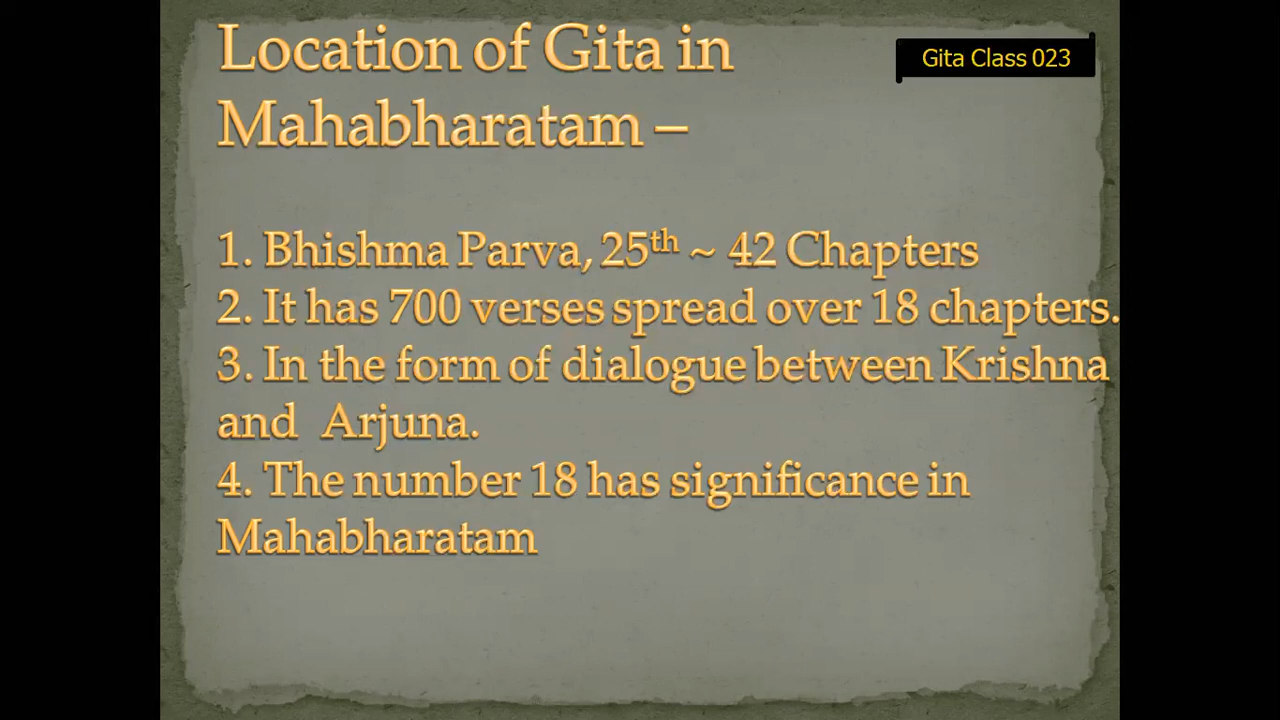 Location of Gita in
Gita Class 023
Mahabharatam –
1. Bhishma Parva, 25th ~ 42 Chapters
2. It has 700 verses spread over 18 chapters.
3. In the form of dialogue between Krishna
and Arjuna.
4. The number 18 has significance in
Mahabharatam